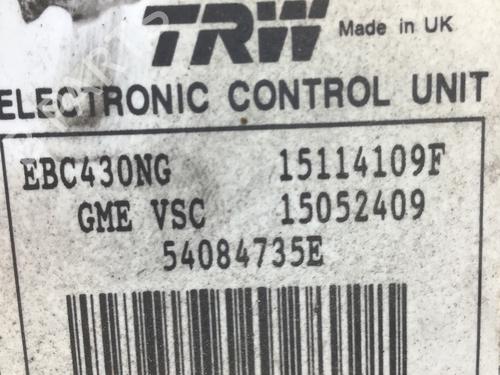 TRW Made in UK
ELECTRONIC CONTROL UNIT
EBC430NG 15114109F
GME VSC 15052409
54084735E